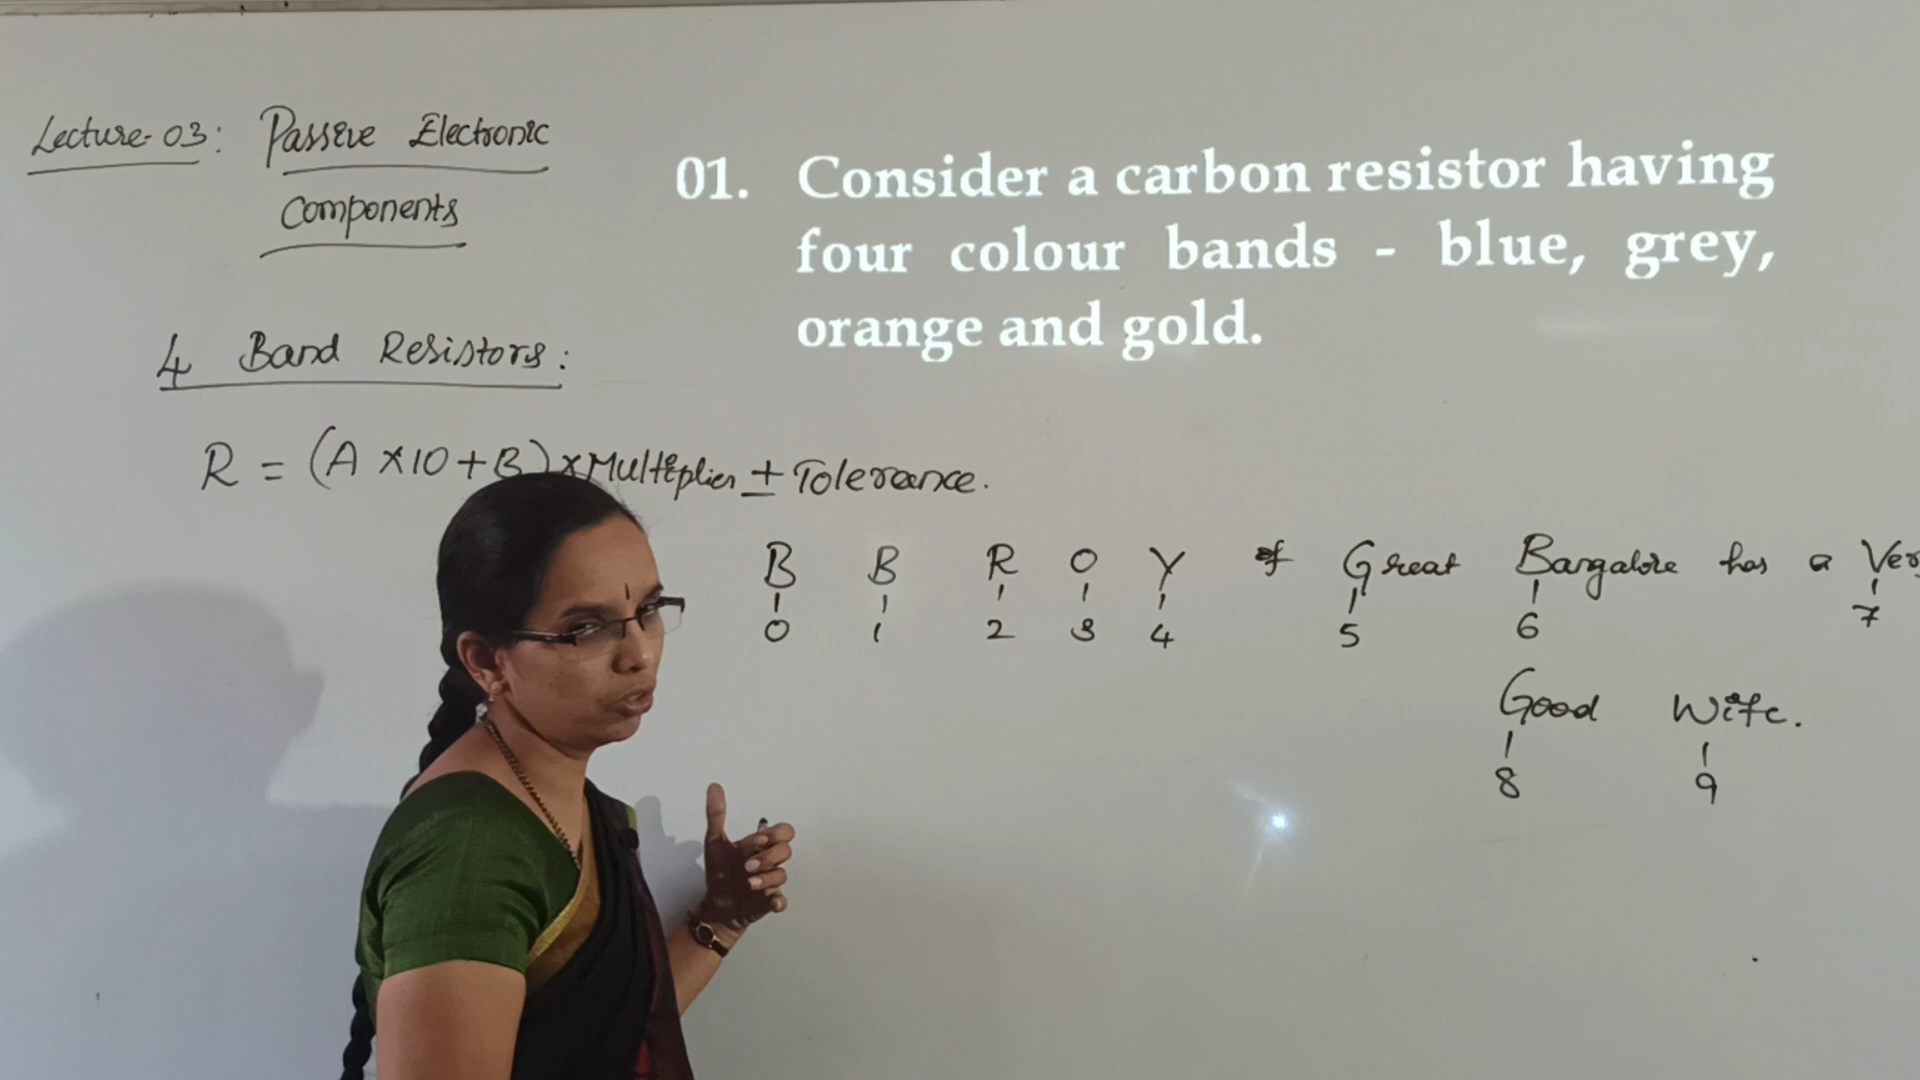 Lecture-03: Passive Electronic
Components
01. Consider a carbon resistor having
four colour bands - blue, grey,
orange and gold.
4 Band Resistors:
R = (A × 10 + B) × Multiplier ± Tolerance.
B B R O Y of Great Bangalore has a
0 1 2 3 4 5 6 7
Good Wife.
8 9